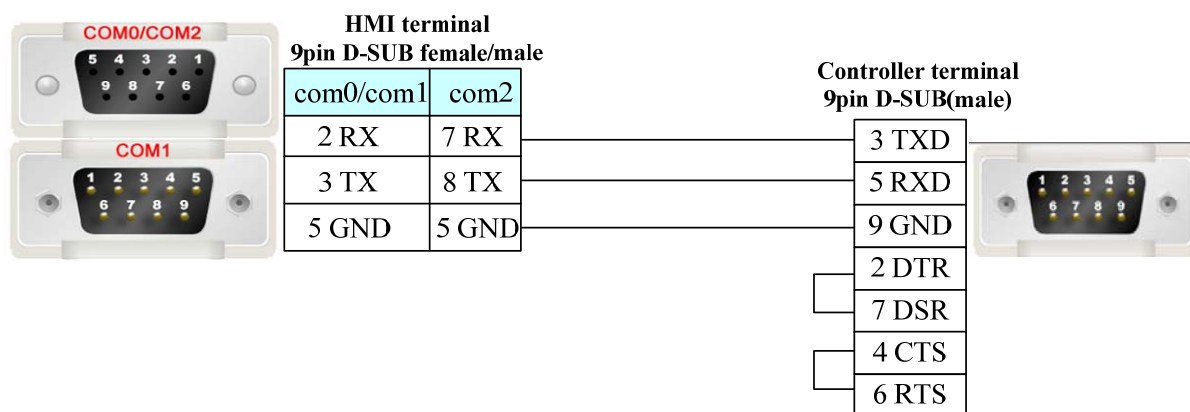 COM0/COM2
5 4 3 2 1
9 8 7 6
COM1
1 2 3 4 5
6 7 8 9
HMI terminal
9pin D-SUB female/male
com0/com1 com2
2 RX 7 RX
3 TX 8 TX
5 GND 5 GND
Controller terminal
9pin D-SUB(male)
3 TXD
5 RXD
9 GND
2 DTR
7 DSR
4 CTS
6 RTS
1 2 3 4 5
6 7 8 9